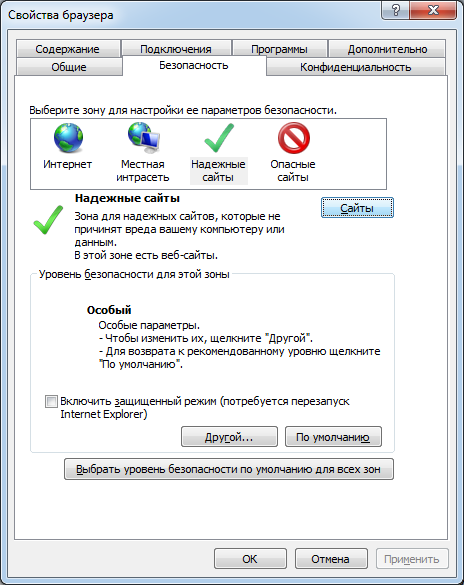 Свойства браузера
Содержание Подключения Программы Дополнительно
Общие Безопасность Конфиденциальность
Выберите зону для настройки ее параметров безопасности.
Интернет Местная интрасеть Надежные сайты Опасные сайты
Надежные сайты
Сайты
Зона для надежных сайтов, которые не
причинят вреда вашему компьютеру или
данным.
В этой зоне есть веб-сайты.
Уровень безопасности для этой зоны
Особый
Особые параметры.
- Чтобы изменить их, щелкните "Другой".
- Для возврата к рекомендованному уровню щелкните
"По умолчанию".
Включить защищенный режим (потребуется перезапуск
Internet Explorer)
Другой... По умолчанию
Выбрать уровень безопасности по умолчанию для всех зон
ОК Отмена Применить